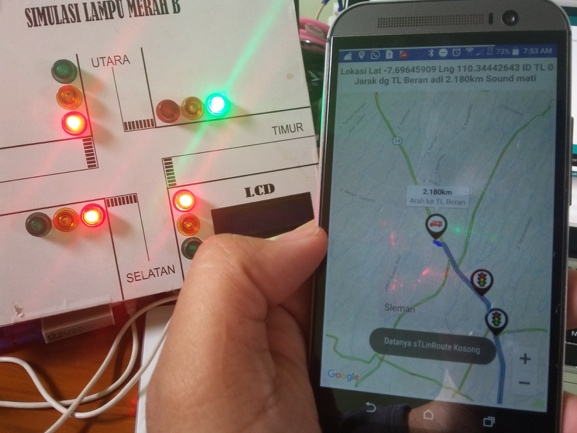 SIMULASI LAMPU MERAH B
UTARA
TIMUR
LCD
SELATAN
73% 7:53 AM
Lokasi Lat -7.69645909 Lng 110.34442643 ID TL 0
Jarak dg TL Beran adl 2.180km Sound mati
2.180km
Arah ke TL Beran
Sleman
Datanya sTLinRoute Kosong
Google
+
−